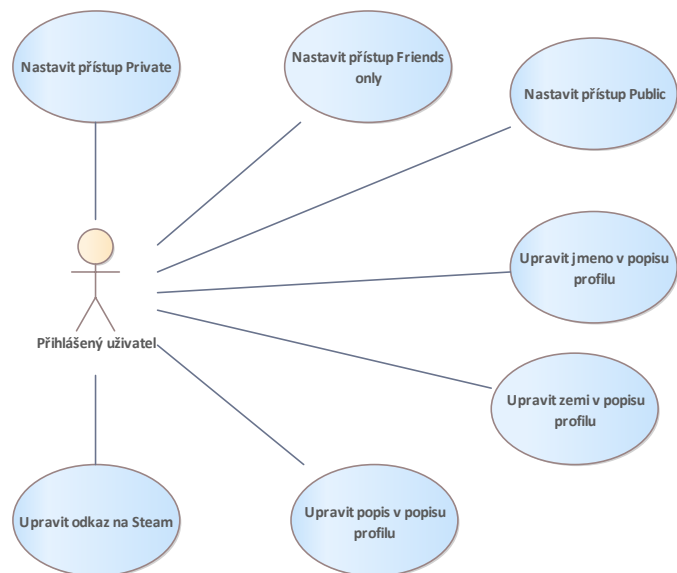 Nastavit přístup Private
Nastavit přístup Friends
only
Nastavit přístup Public
Upravit jmeno v popisu
profilu
Přihlášený uživatel
Upravit zemi v popisu
profilu
Upravit odkaz na Steam
Upravit popis v popisu
profilu